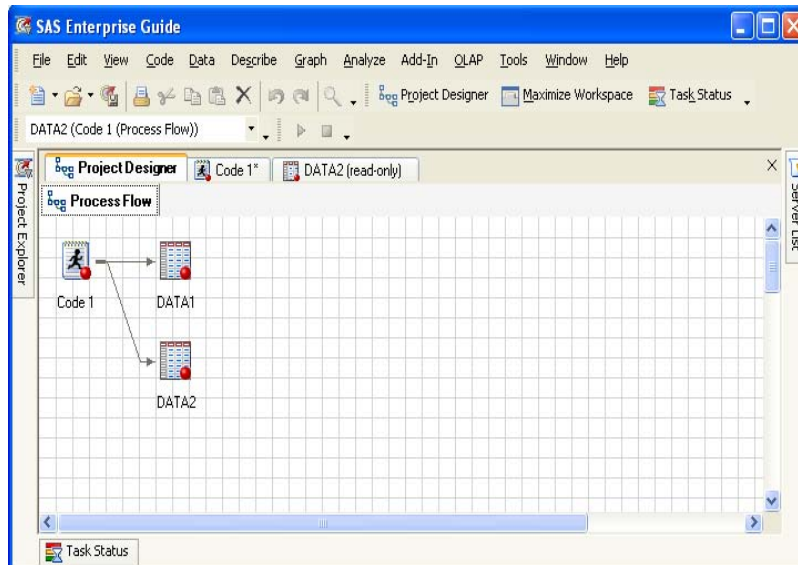 SAS Enterprise Guide
File Edit View Code Data Describe Graph Analyze Add-In OLAP Tools Window Help
Project Designer Maximize Workspace Task Status
DATA2 (Code 1 (Process Flow))
Project Designer Code 1* DATA2 (read-only)
Process Flow
Project Explorer
Server List
Code 1 DATA1
DATA2
Task Status